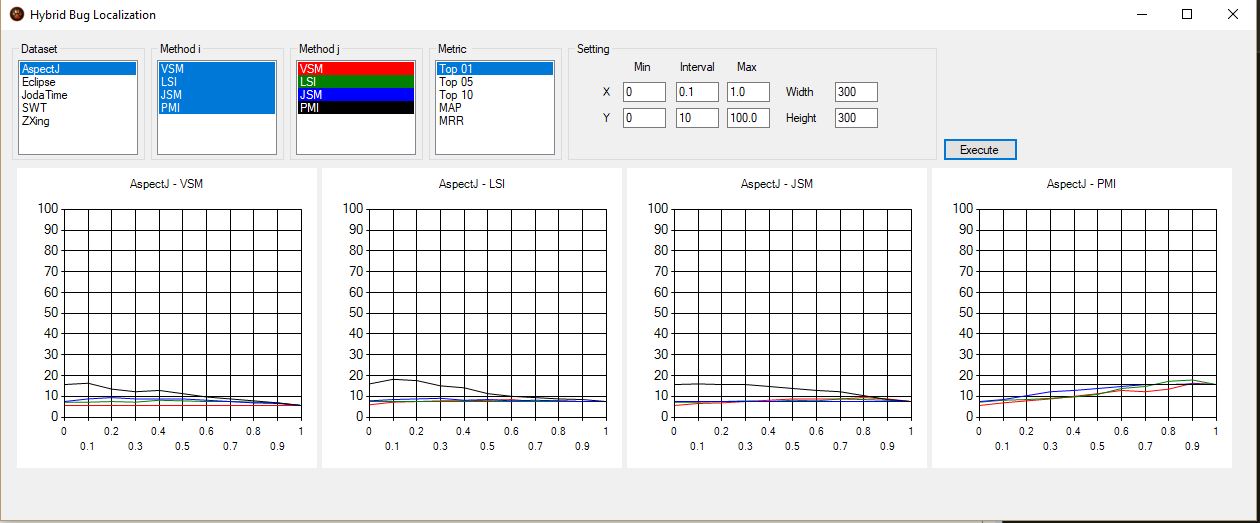 Hybrid Bug Localization
Dataset
AspectJ
Eclipse
JodaTime
SWT
ZXing
Method i
VSM
LSI
JSM
PMI
Method j
VSM
LSI
JSM
PMI
Metric
Top 01
Top 05
Top 10
MAP
MRR
Setting
Min Interval Max
X 0 0.1 1.0 Width 300
Y 0 10 100.0 Height 300
Execute
AspectJ - VSM
100
90
80
70
60
50
40
30
20
10
0
0 0.2 0.4 0.6 0.8 1
0.1 0.3 0.5 0.7 0.9
AspectJ - LSI
100
90
80
70
60
50
40
30
20
10
0
0 0.2 0.4 0.6 0.8 1
0.1 0.3 0.5 0.7 0.9
AspectJ - JSM
100
90
80
70
60
50
40
30
20
10
0
0 0.2 0.4 0.6 0.8 1
0.1 0.3 0.5 0.7 0.9
AspectJ - PMI
100
90
80
70
60
50
40
30
20
10
0
0 0.2 0.4 0.6 0.8 1
0.1 0.3 0.5 0.7 0.9